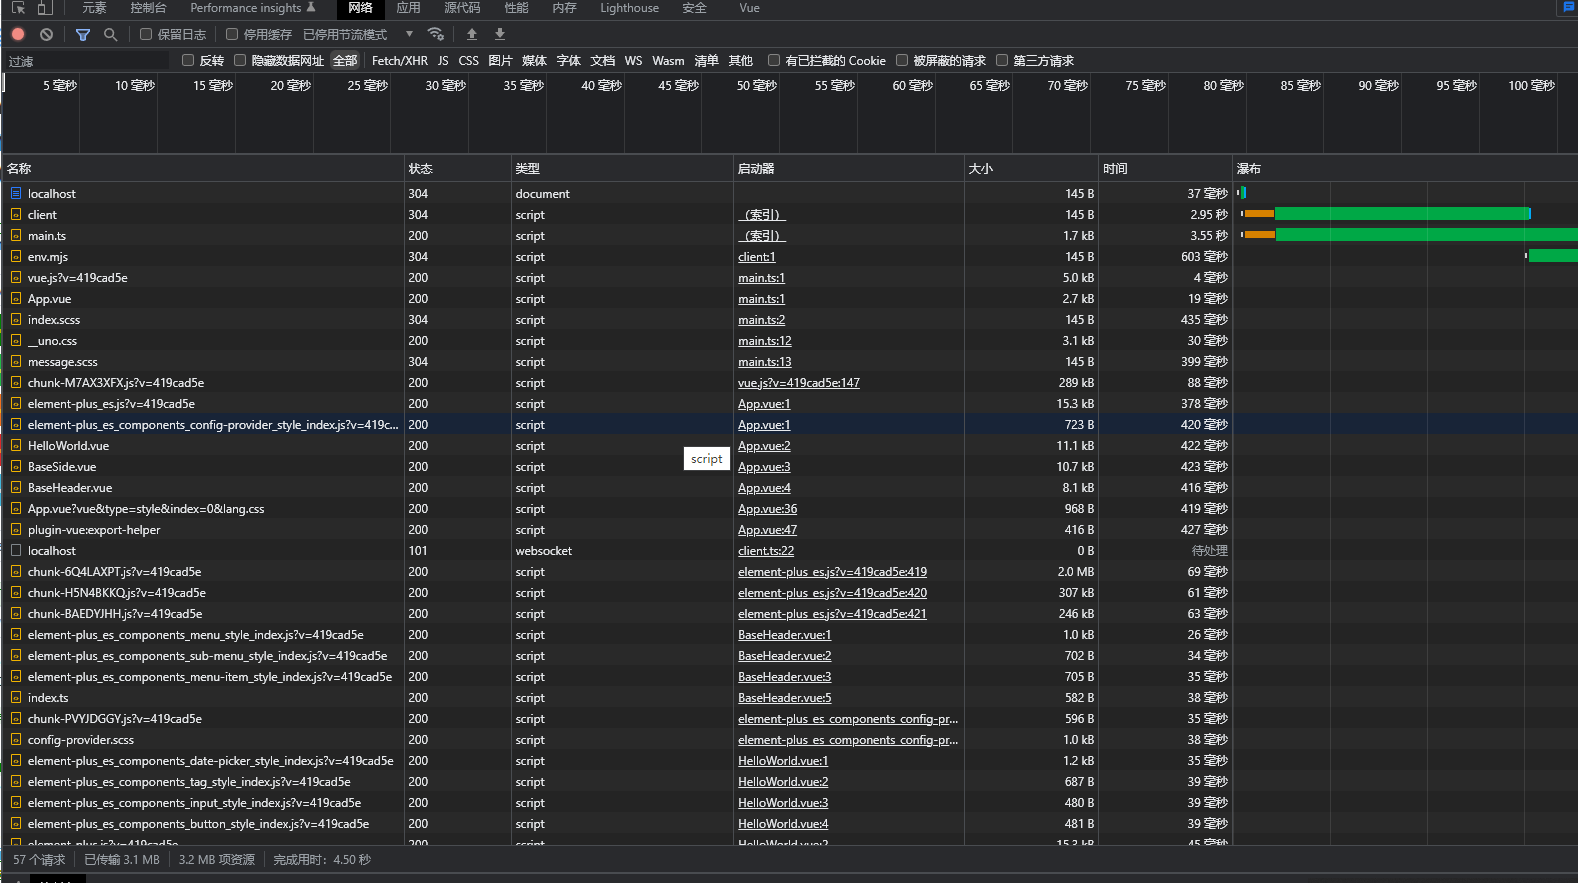 元素 控制台 Performance insights 网络 应用 源代码 性能 内存 Lighthouse 安全 Vue
保留日志 停用缓存 已停用节流模式
过滤 反转 隐藏数据网址 全部 Fetch/XHR JS CSS 图片 媒体 字体 文档 WS Wasm 清单 其他 有已拦截的 Cookie 被屏蔽的请求 第三方请求
5 毫秒 10 毫秒 15 毫秒 20 毫秒 25 毫秒 30 毫秒 35 毫秒 40 毫秒 45 毫秒 50 毫秒 55 毫秒 60 毫秒 65 毫秒 70 毫秒 75 毫秒 80 毫秒 85 毫秒 90 毫秒 95 毫秒 100 毫秒
名称 状态 类型 启动器 大小 时间 瀑布
localhost 304 document 145 B 37 毫秒
client 304 script （索引） 145 B 2.95 秒
main.ts 200 script （索引） 1.7 kB 3.55 秒
env.mjs 304 script client:1 145 B 603 毫秒
vue.js?v=419cad5e 200 script main.ts:1 5.0 kB 4 毫秒
App.vue 200 script main.ts:1 2.7 kB 19 毫秒
index.scss 304 script main.ts:2 145 B 435 毫秒
__uno.css 200 script main.ts:12 3.1 kB 30 毫秒
message.scss 304 script main.ts:13 145 B 399 毫秒
chunk-M7AX3XFX.js?v=419cad5e 200 script vue.js?v=419cad5e:147 289 kB 88 毫秒
element-plus_es.js?v=419cad5e 200 script App.vue:1 15.3 kB 378 毫秒
element-plus_es_components_config-provider_style_index.js?v=419c... 200 script App.vue:1 723 B 420 毫秒
HelloWorld.vue 200 script App.vue:2 11.1 kB 422 毫秒
script
BaseSide.vue 200 script App.vue:3 10.7 kB 423 毫秒
BaseHeader.vue 200 script App.vue:4 8.1 kB 416 毫秒
App.vue?vue&type=style&index=0&lang.css 200 script App.vue:36 968 B 419 毫秒
plugin-vue:export-helper 200 script App.vue:47 416 B 427 毫秒
localhost 101 websocket client.ts:22 0 B 待处理
chunk-6Q4LAXPT.js?v=419cad5e 200 script element-plus_es.js?v=419cad5e:419 2.0 MB 69 毫秒
chunk-H5N4BKKQ.js?v=419cad5e 200 script element-plus_es.js?v=419cad5e:420 307 kB 61 毫秒
chunk-BAEDYJHH.js?v=419cad5e 200 script element-plus_es.js?v=419cad5e:421 246 kB 63 毫秒
element-plus_es_components_menu_style_index.js?v=419cad5e 200 script BaseHeader.vue:1 1.0 kB 26 毫秒
element-plus_es_components_sub-menu_style_index.js?v=419cad5e 200 script BaseHeader.vue:2 702 B 34 毫秒
element-plus_es_components_menu-item_style_index.js?v=419cad5e 200 script BaseHeader.vue:3 705 B 35 毫秒
index.ts 200 script BaseHeader.vue:5 582 B 38 毫秒
chunk-PVYJDGGY.js?v=419cad5e 200 script element-plus_es_components_config-pr... 596 B 35 毫秒
config-provider.scss 200 script element-plus_es_components_config-pr... 1.0 kB 38 毫秒
element-plus_es_components_date-picker_style_index.js?v=419cad5e 200 script HelloWorld.vue:1 1.2 kB 35 毫秒
element-plus_es_components_tag_style_index.js?v=419cad5e 200 script HelloWorld.vue:2 687 B 39 毫秒
element-plus_es_components_input_style_index.js?v=419cad5e 200 script HelloWorld.vue:3 480 B 39 毫秒
element-plus_es_components_button_style_index.js?v=419cad5e 200 script HelloWorld.vue:4 481 B 39 毫秒
element-plus.js?v=419cad5e 200 script 15.3 kB 45 毫秒
57 个请求 已传输 3.1 MB 3.2 MB 项资源 完成用时：4.50 秒